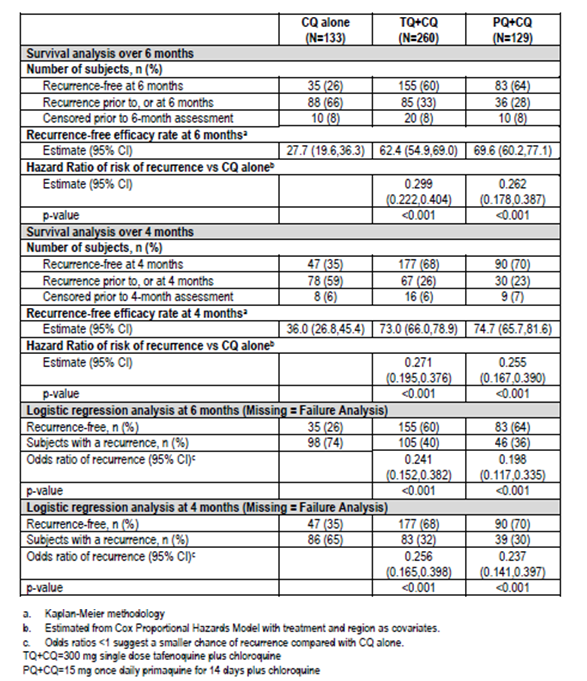 CQ alone TQ+CQ PQ+CQ
(N=133) (N=260) (N=129)
Survival analysis over 6 months
Number of subjects, n (%)
Recurrence-free at 6 months 35 (26) 155 (60) 83 (64)
Recurrence prior to, or at 6 months 88 (66) 85 (33) 36 (28)
Censored prior to 6-month assessment 10 (8) 20 (8) 10 (8)
Recurrence-free efficacy rate at 6 monthsᵃ
Estimate (95% CI) 27.7 (19.6,36.3) 62.4 (54.9,69.0) 69.6 (60.2,77.1)
Hazard Ratio of risk of recurrence vs CQ aloneᵇ
Estimate (95% CI) 0.299 0.262
(0.222,0.404) (0.178,0.387)
p-value <0.001 <0.001
Survival analysis over 4 months
Number of subjects, n (%)
Recurrence-free at 4 months 47 (35) 177 (68) 90 (70)
Recurrence prior to, or at 4 months 78 (59) 67 (26) 30 (23)
Censored prior to 4-month assessment 8 (6) 16 (6) 9 (7)
Recurrence-free efficacy rate at 4 monthsᵃ
Estimate (95% CI) 36.0 (26.8,45.4) 73.0 (66.0,78.9) 74.7 (65.7,81.6)
Hazard Ratio of risk of recurrence vs CQ aloneᵇ
Estimate (95% CI) 0.271 0.255
(0.195,0.376) (0.167,0.390)
p-value <0.001 <0.001
Logistic regression analysis at 6 months (Missing = Failure Analysis)
Recurrence-free, n (%) 35 (26) 155 (60) 83 (64)
Subjects with a recurrence, n (%) 98 (74) 105 (40) 46 (36)
Odds ratio of recurrence (95% CI)ᶜ 0.241 0.198
(0.152,0.382) (0.117,0.335)
p-value <0.001 <0.001
Logistic regression analysis at 4 months (Missing = Failure Analysis)
Recurrence-free, n (%) 47 (35) 177 (68) 90 (70)
Subjects with a recurrence, n (%) 86 (65) 83 (32) 39 (30)
Odds ratio of recurrence (95% CI)ᶜ 0.256 0.237
(0.165,0.398) (0.141,0.397)
p-value <0.001 <0.001
a. Kaplan-Meier methodology
b. Estimated from Cox Proportional Hazards Model with treatment and region as covariates.
c. Odds ratios <1 suggest a smaller chance of recurrence compared with CQ alone.
TQ+CQ=300 mg single dose tafenoquine plus chloroquine
PQ+CQ=15 mg once daily primaquine for 14 days plus chloroquine